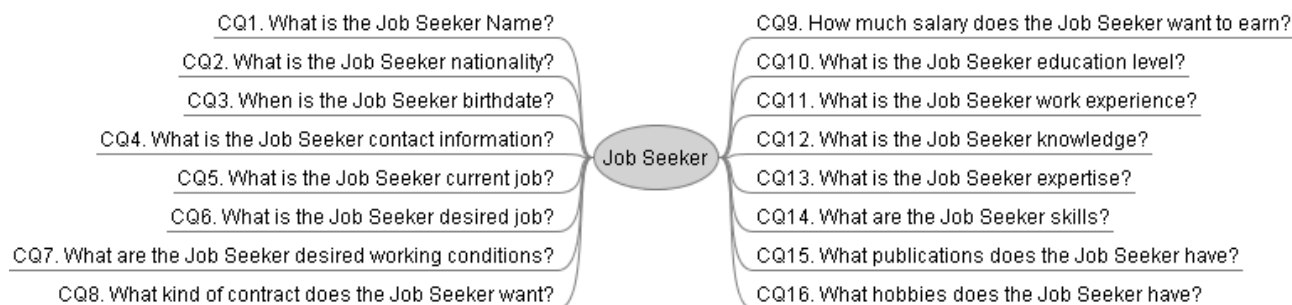 CQ1. What is the Job Seeker Name?
CQ2. What is the Job Seeker nationality?
CQ3. When is the Job Seeker birthdate?
CQ4. What is the Job Seeker contact information?
CQ5. What is the Job Seeker current job?
CQ6. What is the Job Seeker desired job?
CQ7. What are the Job Seeker desired working conditions?
CQ8. What kind of contract does the Job Seeker want?
Job Seeker
CQ9. How much salary does the Job Seeker want to earn?
CQ10. What is the Job Seeker education level?
CQ11. What is the Job Seeker work experience?
CQ12. What is the Job Seeker knowledge?
CQ13. What is the Job Seeker expertise?
CQ14. What are the Job Seeker skills?
CQ15. What publications does the Job Seeker have?
CQ16. What hobbies does the Job Seeker have?